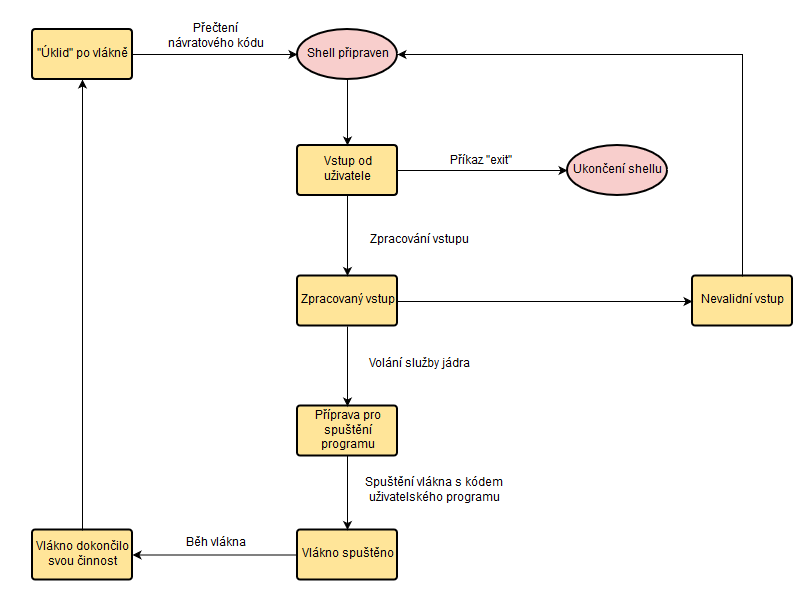 Přečtení
návratového kódu
"Úklid" po vlákně
Shell připraven
Vstup od
uživatele
Příkaz "exit"
Ukončení shellu
Zpracování vstupu
Zpracovaný vstup
Nevalidní vstup
Volání služby jádra
Příprava pro
spuštění
programu
Spuštění vlákna s kódem
uživatelského programu
Vlákno dokončilo
svou činnost
Běh vlákna
Vlákno spuštěno